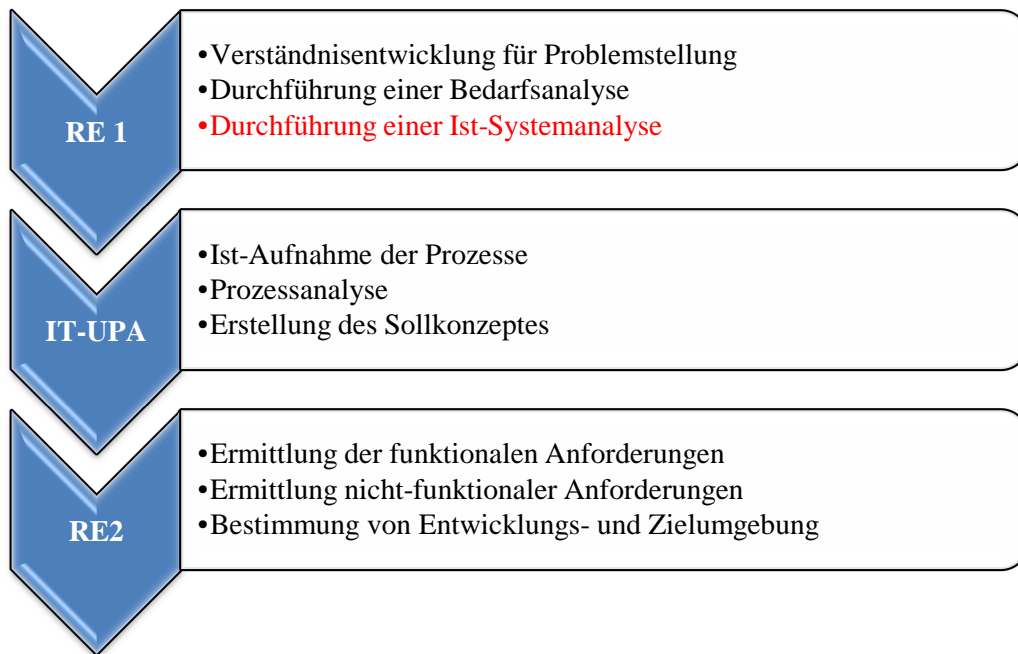 RE 1
•Verständnisentwicklung für Problemstellung
•Durchführung einer Bedarfsanalyse
•Durchführung einer Ist-Systemanalyse
IT-UPA
•Ist-Aufnahme der Prozesse
•Prozessanalyse
•Erstellung des Sollkonzeptes
RE2
•Ermittlung der funktionalen Anforderungen
•Ermittlung nicht-funktionaler Anforderungen
•Bestimmung von Entwicklungs- und Zielumgebung